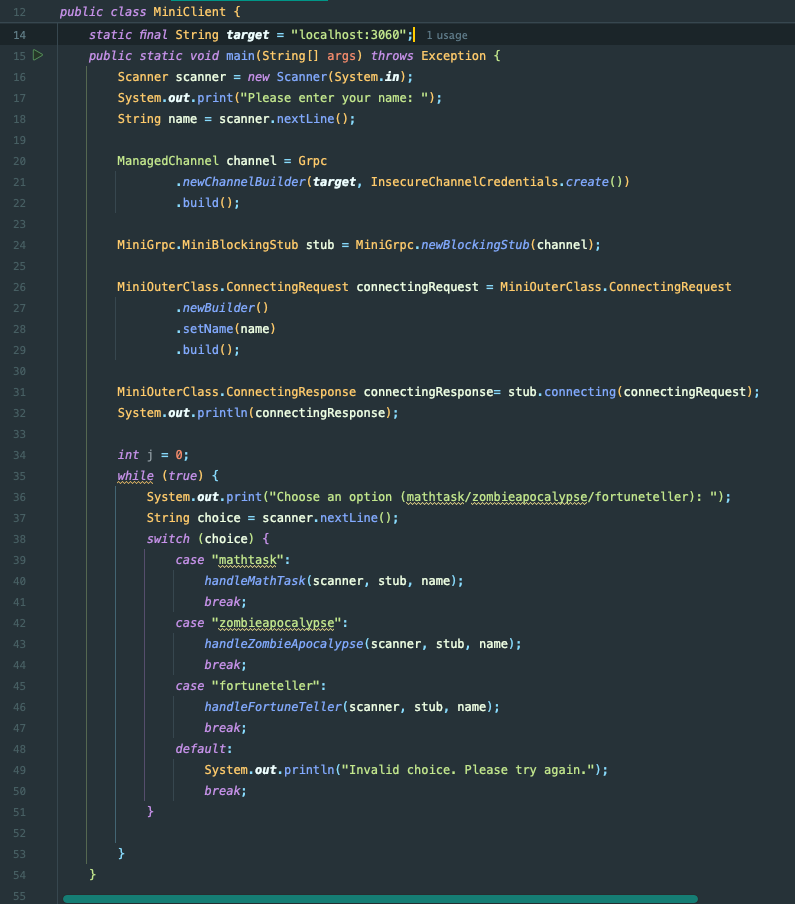 12 public class MiniClient {
14 static final String target = "localhost:3060"; 1 usage
15 public static void main(String[] args) throws Exception {
16 Scanner scanner = new Scanner(System.in);
17 System.out.print("Please enter your name: ");
18 String name = scanner.nextLine();
19
20 ManagedChannel channel = Grpc
21 .newChannelBuilder(target, InsecureChannelCredentials.create())
22 .build();
23
24 MiniGrpc.MiniBlockingStub stub = MiniGrpc.newBlockingStub(channel);
25
26 MiniOuterClass.ConnectingRequest connectingRequest = MiniOuterClass.ConnectingRequest
27 .newBuilder()
28 .setName(name)
29 .build();
30
31 MiniOuterClass.ConnectingResponse connectingResponse= stub.connecting(connectingRequest);
32 System.out.println(connectingResponse);
33
34 int j = 0;
35 while (true) {
36 System.out.print("Choose an option (mathtask/zombieapocalypse/fortuneteller): ");
37 String choice = scanner.nextLine();
38 switch (choice) {
39 case "mathtask":
40 handleMathTask(scanner, stub, name);
41 break;
42 case "zombieapocalypse":
43 handleZombieApocalypse(scanner, stub, name);
44 break;
45 case "fortuneteller":
46 handleFortuneTeller(scanner, stub, name);
47 break;
48 default:
49 System.out.println("Invalid choice. Please try again.");
50 break;
51 }
52
53 }
54 }
55